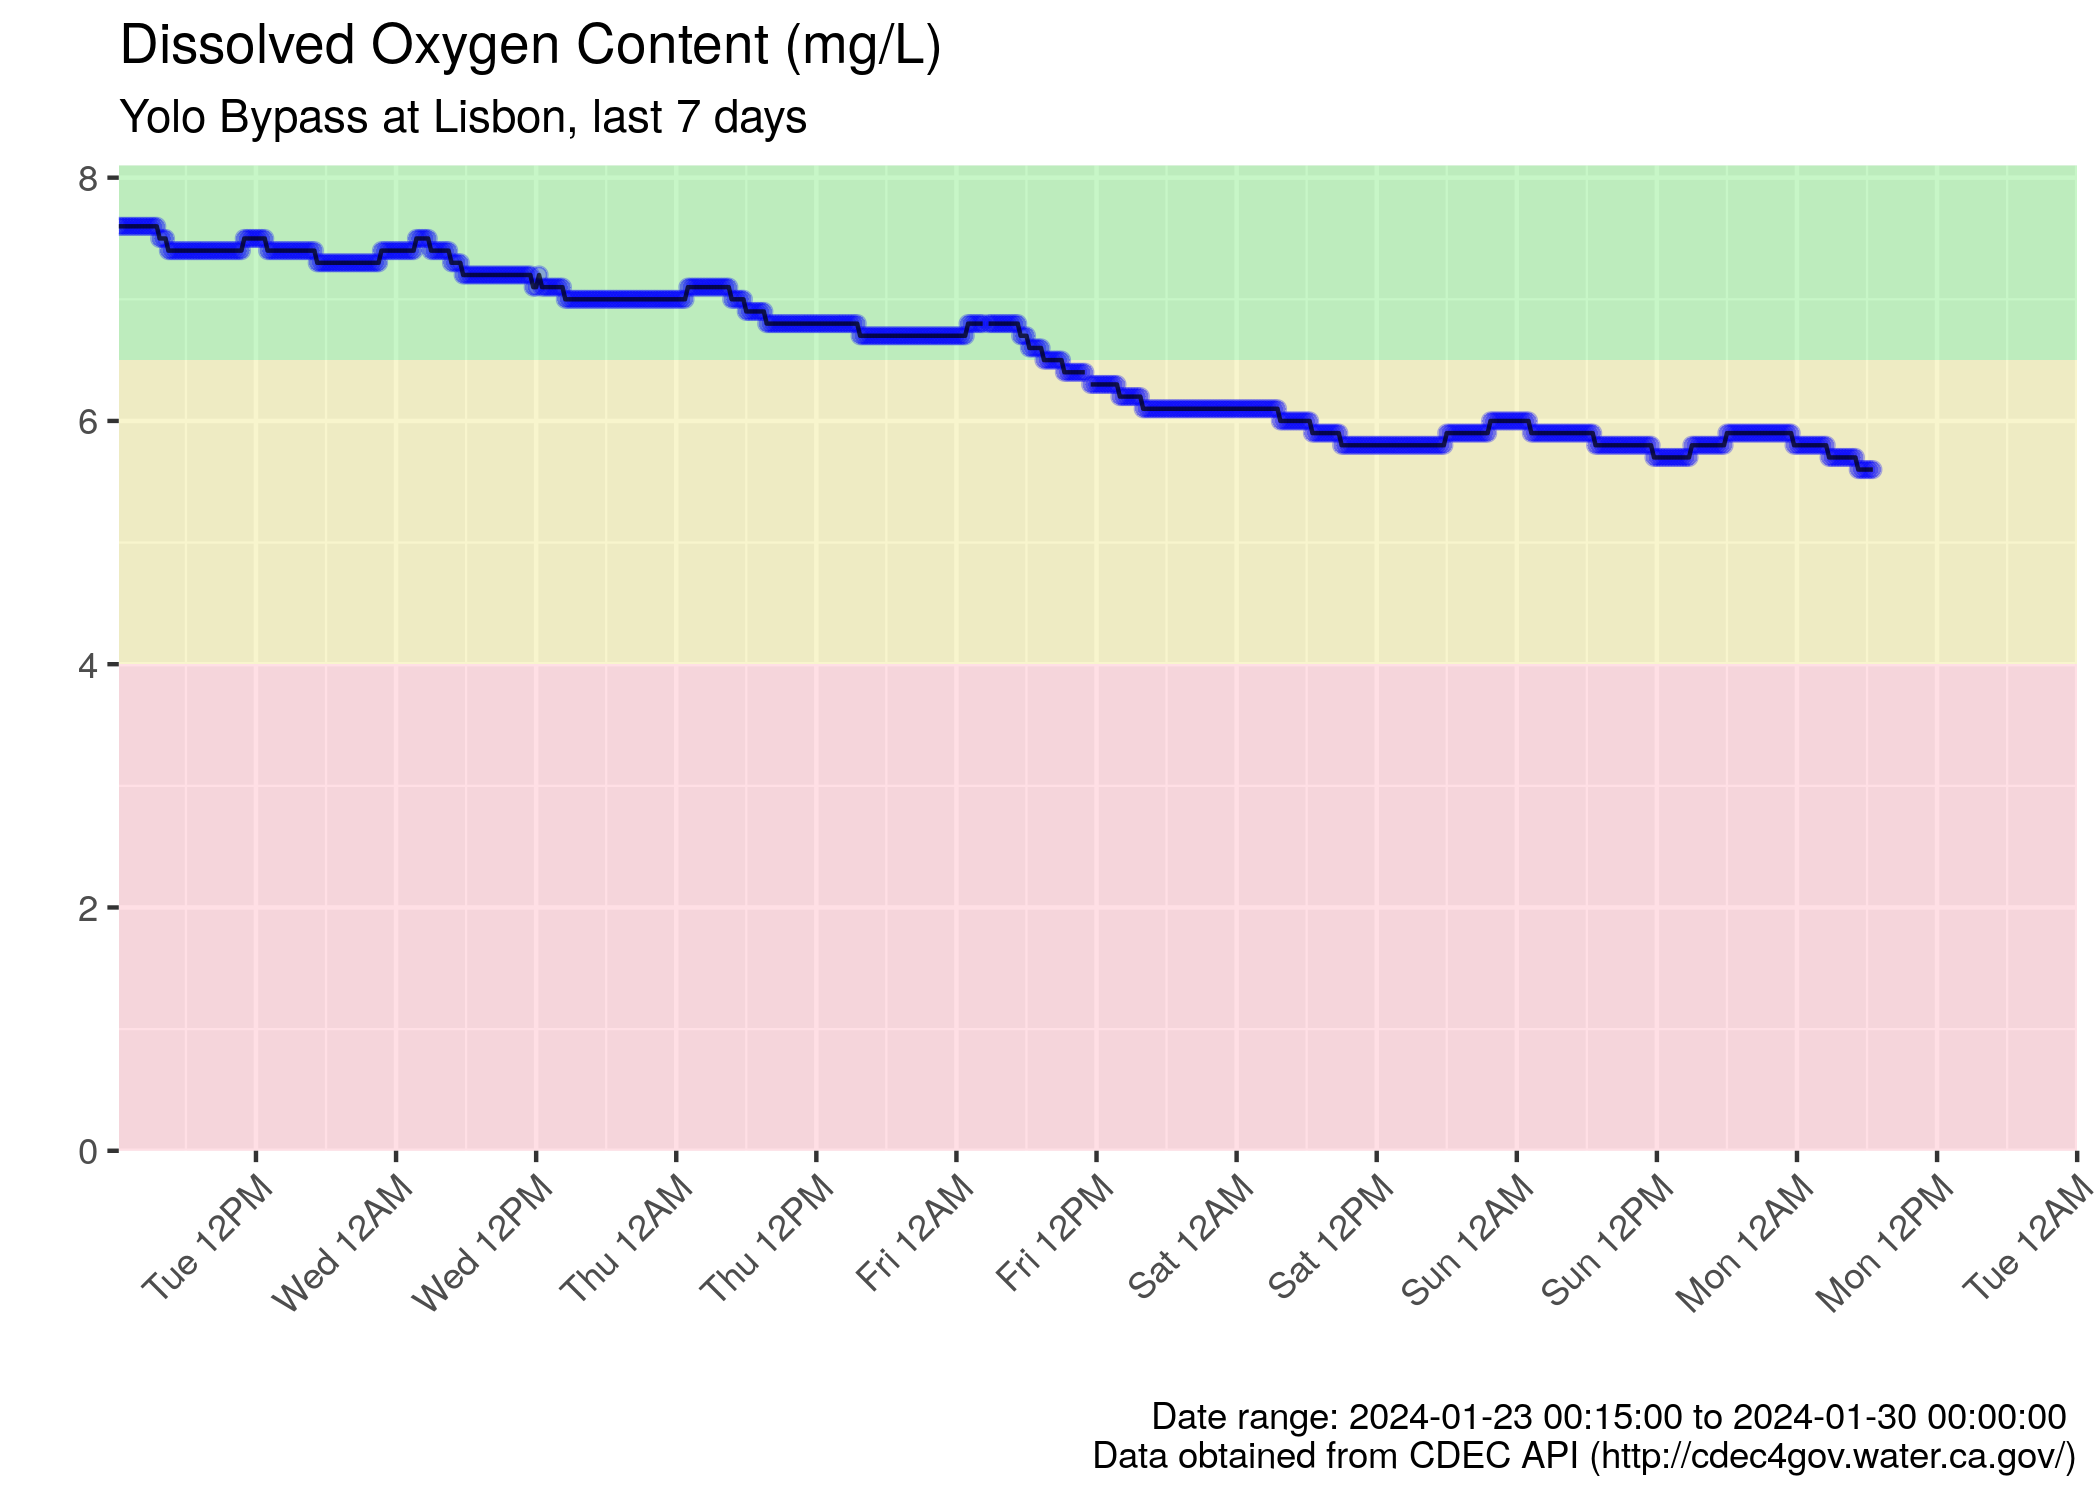 Dissolved Oxygen Content (mg/L)
Yolo Bypass at Lisbon, last 7 days
8
6
4
2
0
Tue 12PM
Wed 12AM
Wed 12PM
Thu 12AM
Thu 12PM
Fri 12AM
Fri 12PM
Sat 12AM
Sat 12PM
Sun 12AM
Sun 12PM
Mon 12AM
Mon 12PM
Tue 12AM
Date range: 2024-01-23 00:15:00 to 2024-01-30 00:00:00
Data obtained from CDEC API (http://cdec4gov.water.ca.gov/)